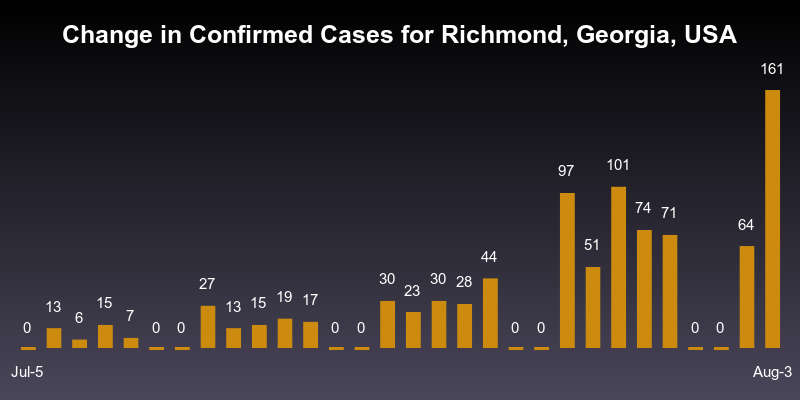 Change in Confirmed Cases for Richmond, Georgia, USA
0 13 6 15 7 0 0 27 13 15 19 17 0 0 30 23 30 28 44 0 0 97 51 101 74 71 0 0 64 161
Jul-5 Aug-3